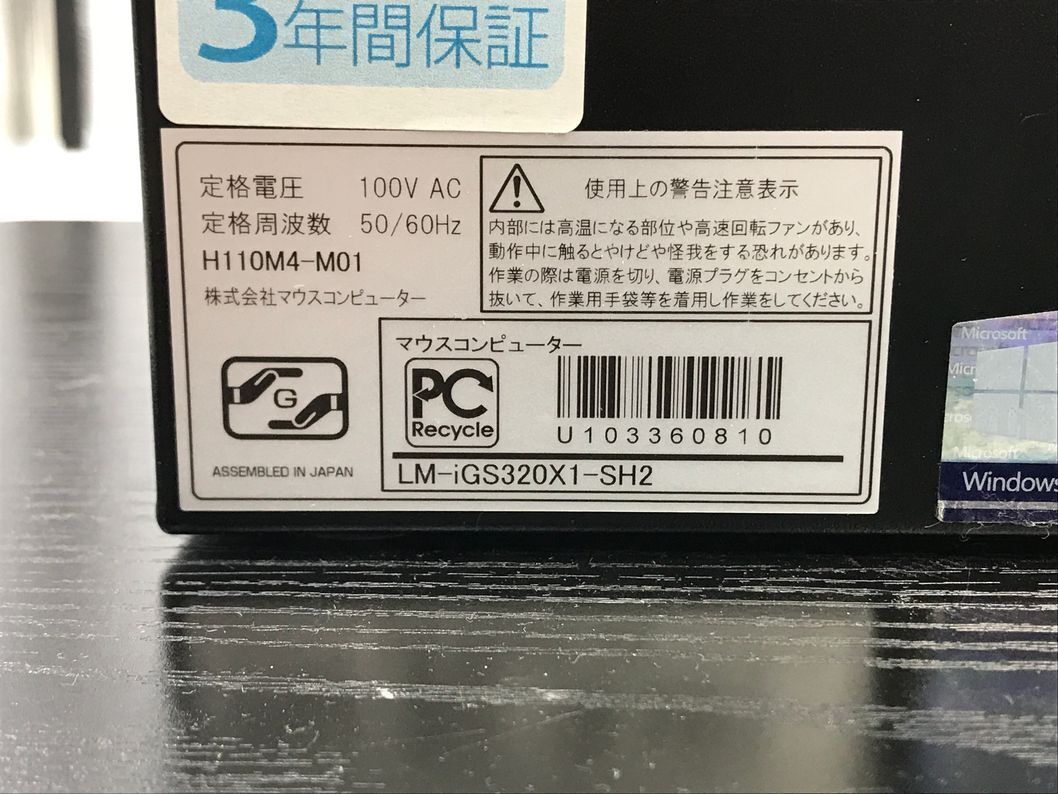 3年間保証
定格電圧 100V AC
定格周波数 50/60Hz
H110M4-M01
株式会社マウスコンピューター
使用上の警告注意表示
内部には高温になる部位や高速回転ファンがあり、
動作中に触るとやけどや怪我をする恐れがあります。
作業の際は電源を切り、電源プラグをコンセントから
抜いて、作業用手袋等を着用し作業をしてください。
G
ASSEMBLED IN JAPAN
マウスコンピューター
PC
Recycle
U103360810
LM-iGS320X1-SH2
Microsoft
Microsoft
Windows